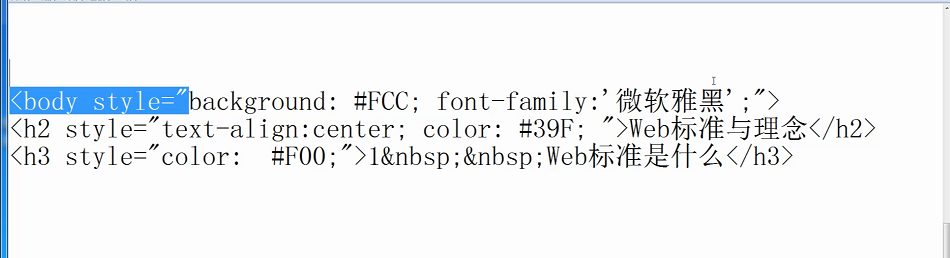 <body style="background: #FCC; font-family:'微软雅黑';">
<h2 style="text-align:center; color: #39F; ">Web标准与理念</h2>
<h3 style="color:  #F00;">1&nbsp;&nbsp;Web标准是什么</h3>